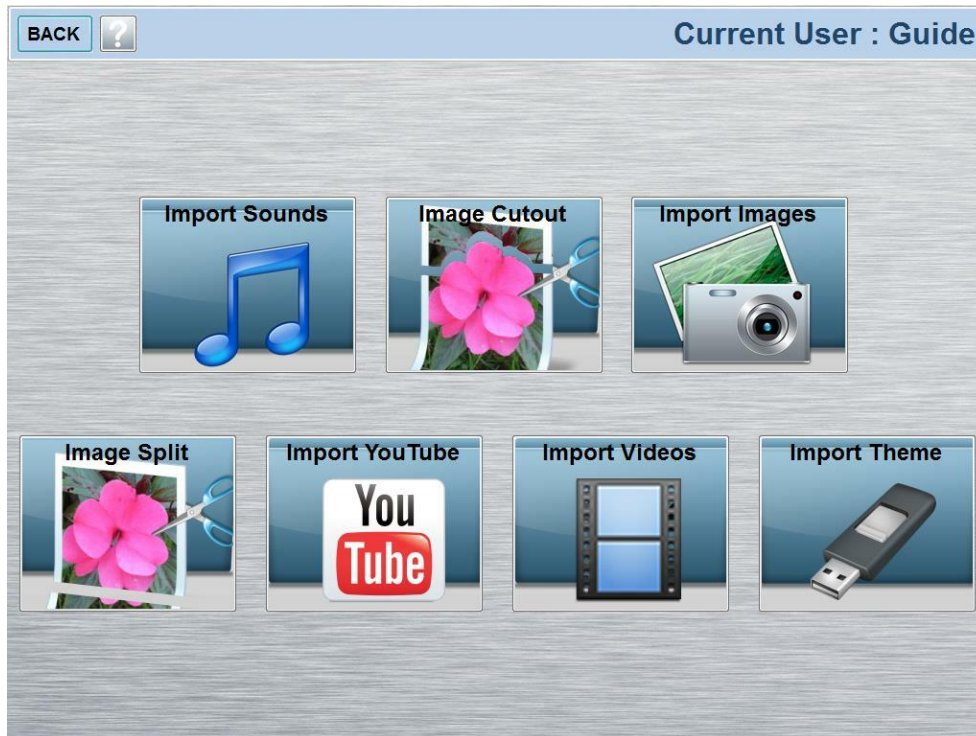 BACK
?
Current User : Guide
Import Sounds
Image Cutout
Import Images
Image Split
Import YouTube
Import Videos
Import Theme
You
Tube